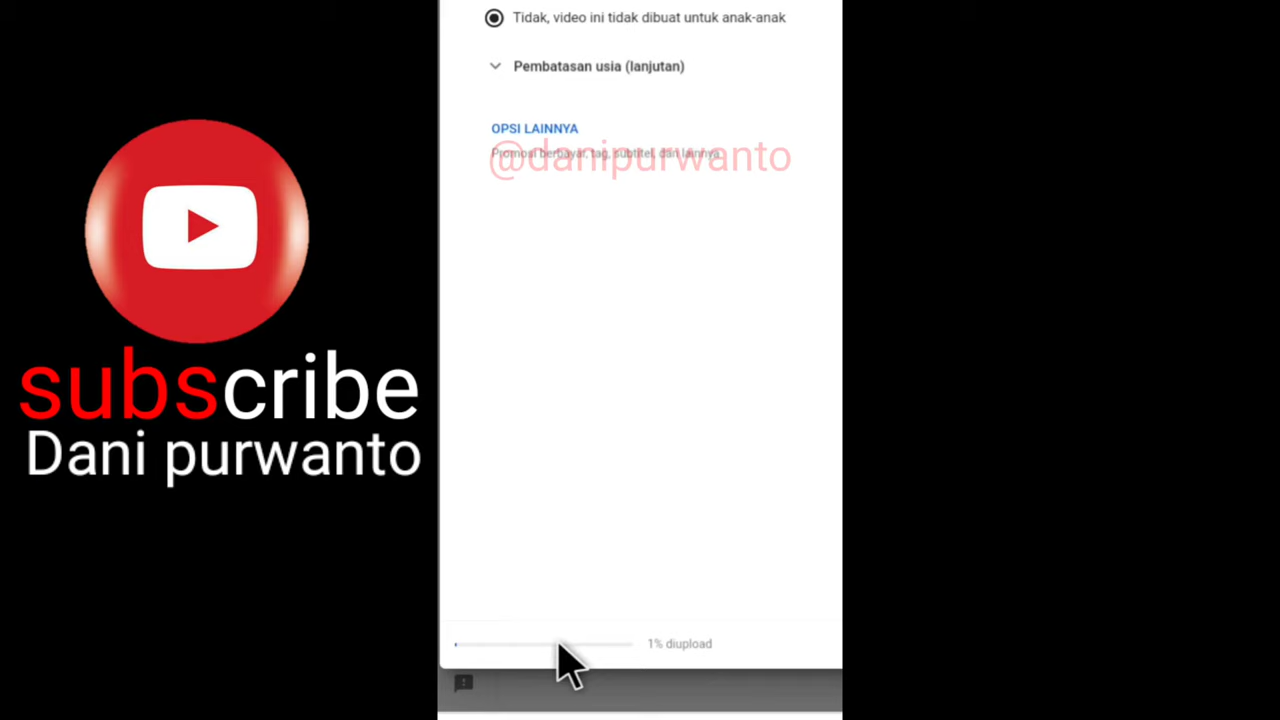 Tidak, video ini tidak dibuat untuk anak-anak
Pembatasan usia (lanjutan)
OPSI LAINNYA
Promosi berbayar, tag, subtitel, dan lainnya
@danipurwanto
subscribe
Dani purwanto
1% diupload